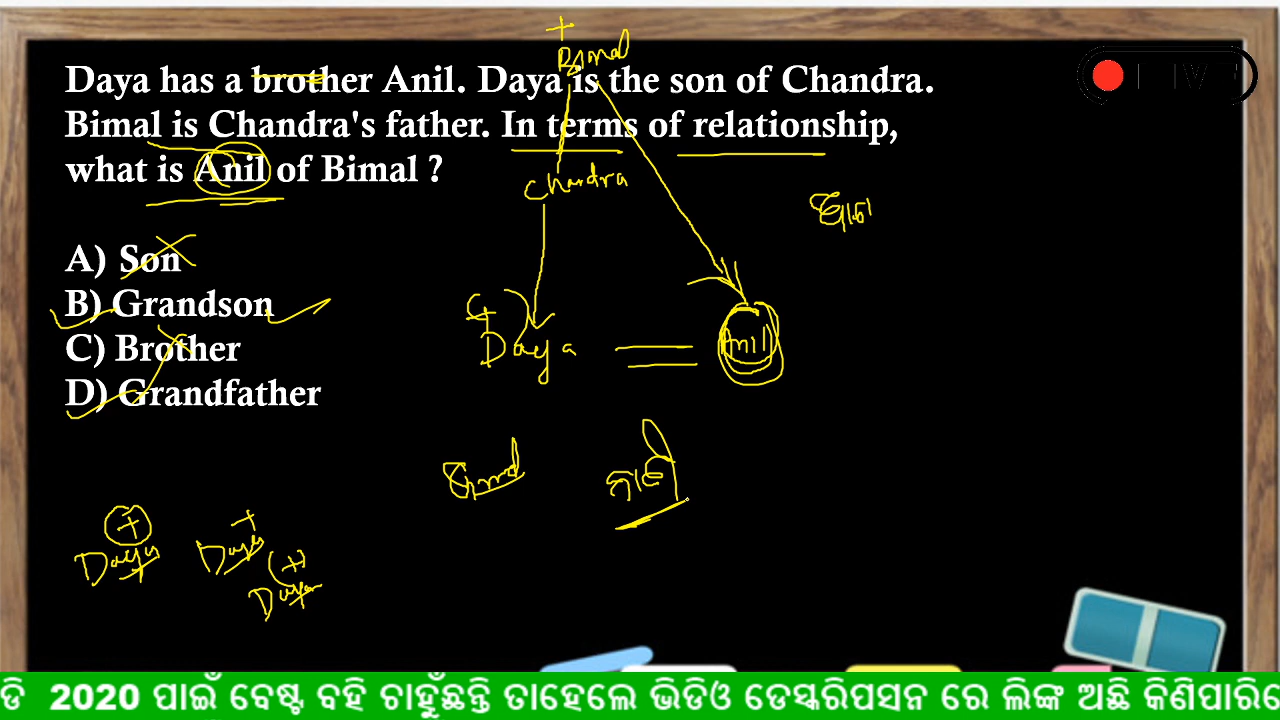 Daya has a brother Anil. Daya is the son of Chandra.
Bimal is Chandra's father. In terms of relationship,
what is Anil of Bimal ?
A) Son
B) Grandson
C) Brother
D) Grandfather
+
Bimal
Chandra
Daya
Anil
ନାତି
+
Daya
+
Daya
(+)
Daya
LIVE
ଡି 2020 ପାଇଁ ବେଷ୍ଟ ବହି ଚାହୁଁଛନ୍ତି ତାହେଲେ ଭିଡିଓ ଡେସ୍କରିପସନ ରେ ଲିଙ୍କ ଅଛି କିଣିପାରିବେ